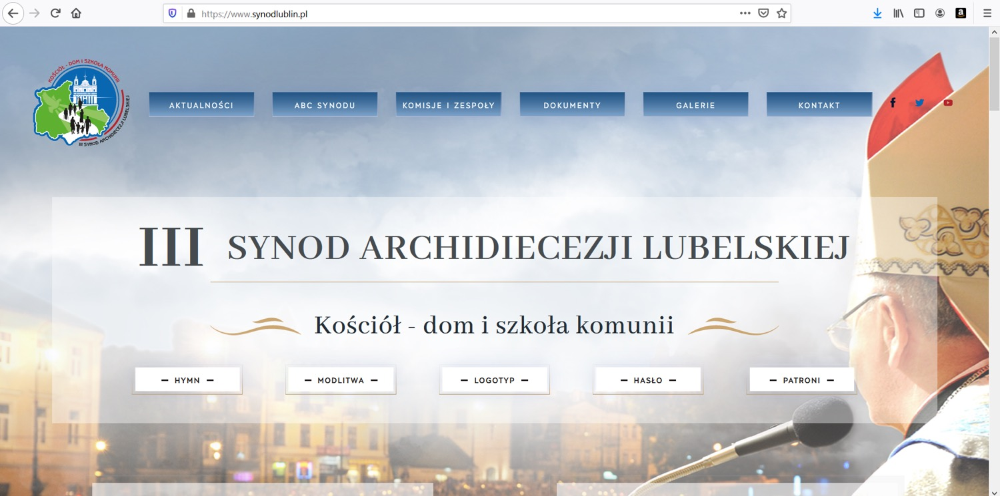 https://www.synodlublin.pl
KOŚCIÓŁ - DOM I SZKOŁA KOMUNII
III SYNOD ARCHIDIECEZJI LUBELSKIEJ
AKTUALNOŚCI
ABC SYNODU
KOMISJE I ZESPOŁY
DOKUMENTY
GALERIE
KONTAKT
III SYNOD ARCHIDIECEZJI LUBELSKIEJ
Kościół - dom i szkoła komunii
HYMN
MODLITWA
LOGOTYP
HASŁO
PATRONI